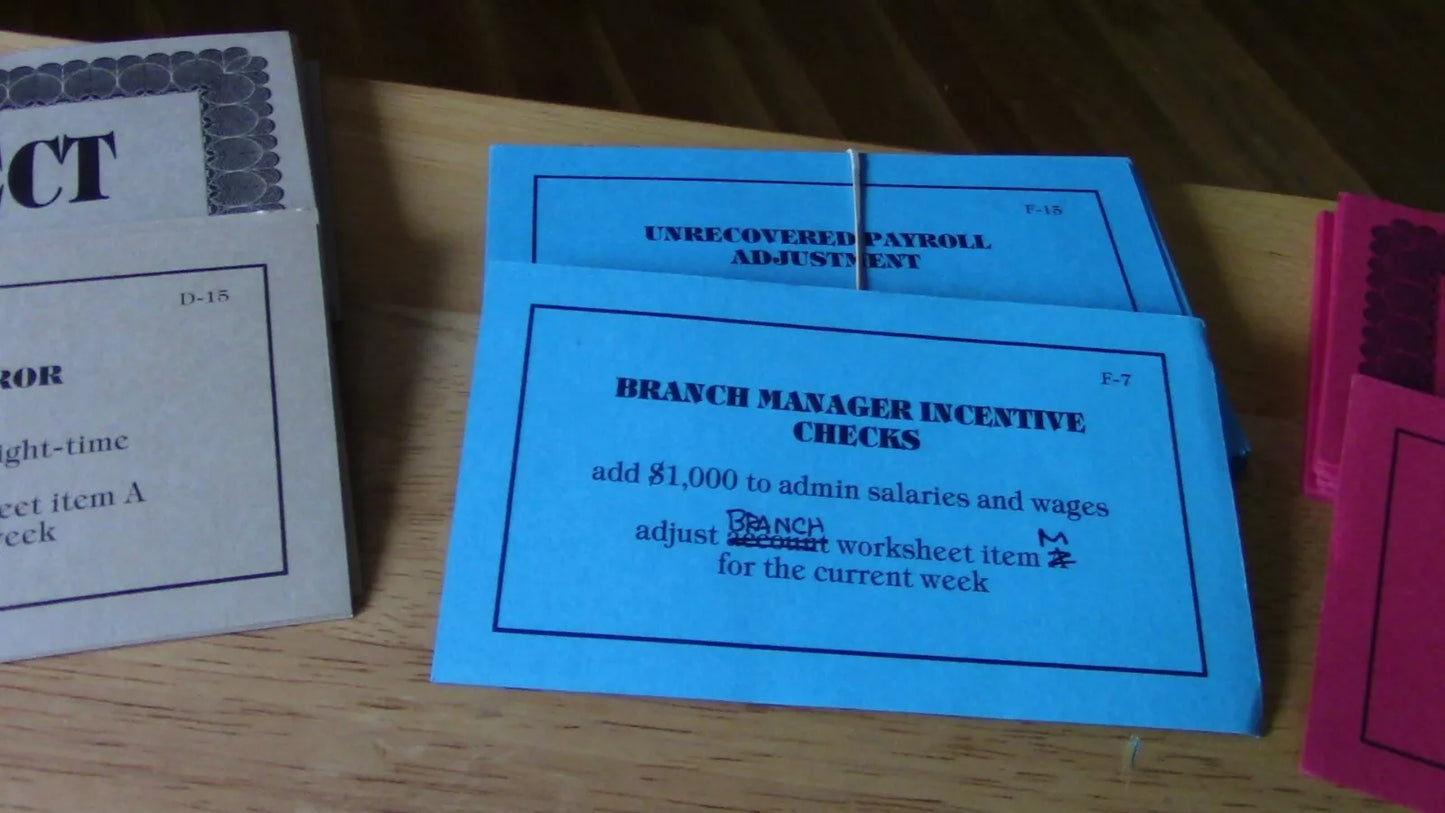 ECT
D-15
ROR
ight-time
eet item A
eek
F-15
UNRECOVERED PAYROLL
ADJUSTMENT
F-7
BRANCH MANAGER INCENTIVE
CHECKS
add $1,000 to admin salaries and wages
BRANCH M
adjust account worksheet item
for the current week